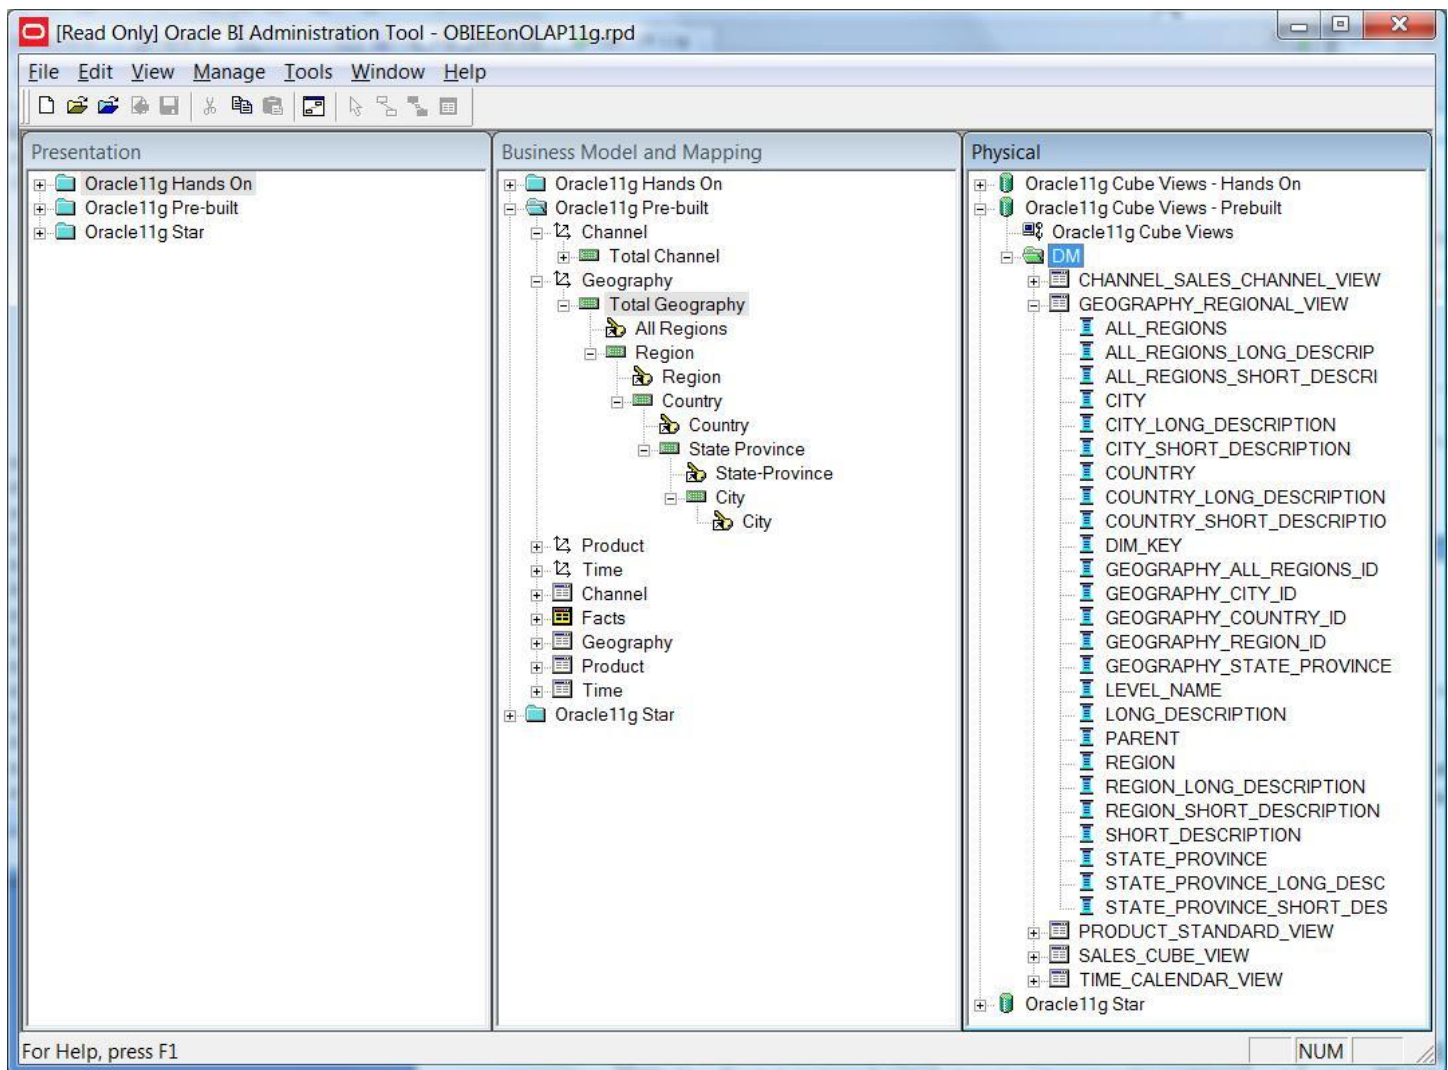 [Read Only] Oracle BI Administration Tool - OBIEEonOLAP11g.rpd
File Edit View Manage Tools Window Help
Presentation
Oracle11g Hands On
Oracle11g Pre-built
Oracle11g Star
Business Model and Mapping
Oracle11g Hands On
Oracle11g Pre-built
Channel
Total Channel
Geography
Total Geography
All Regions
Region
Region
Country
Country
State Province
State-Province
City
City
Product
Time
Channel
Facts
Geography
Product
Time
Oracle11g Star
Physical
Oracle11g Cube Views - Hands On
Oracle11g Cube Views - Prebuilt
Oracle11g Cube Views
DM
CHANNEL_SALES_CHANNEL_VIEW
GEOGRAPHY_REGIONAL_VIEW
ALL_REGIONS
ALL_REGIONS_LONG_DESCRIP
ALL_REGIONS_SHORT_DESCRI
CITY
CITY_LONG_DESCRIPTION
CITY_SHORT_DESCRIPTION
COUNTRY
COUNTRY_LONG_DESCRIPTION
COUNTRY_SHORT_DESCRIPTIO
DIM_KEY
GEOGRAPHY_ALL_REGIONS_ID
GEOGRAPHY_CITY_ID
GEOGRAPHY_COUNTRY_ID
GEOGRAPHY_REGION_ID
GEOGRAPHY_STATE_PROVINCE
LEVEL_NAME
LONG_DESCRIPTION
PARENT
REGION
REGION_LONG_DESCRIPTION
REGION_SHORT_DESCRIPTION
SHORT_DESCRIPTION
STATE_PROVINCE
STATE_PROVINCE_LONG_DESC
STATE_PROVINCE_SHORT_DES
PRODUCT_STANDARD_VIEW
SALES_CUBE_VIEW
TIME_CALENDAR_VIEW
Oracle11g Star
For Help, press F1
NUM